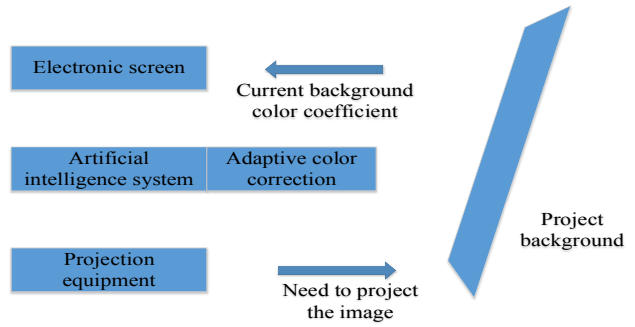 Electronic screen
Current background
color coefficient
Artificial
intelligence system
Adaptive color
correction
Project
background
Projection
equipment
Need to project
the image